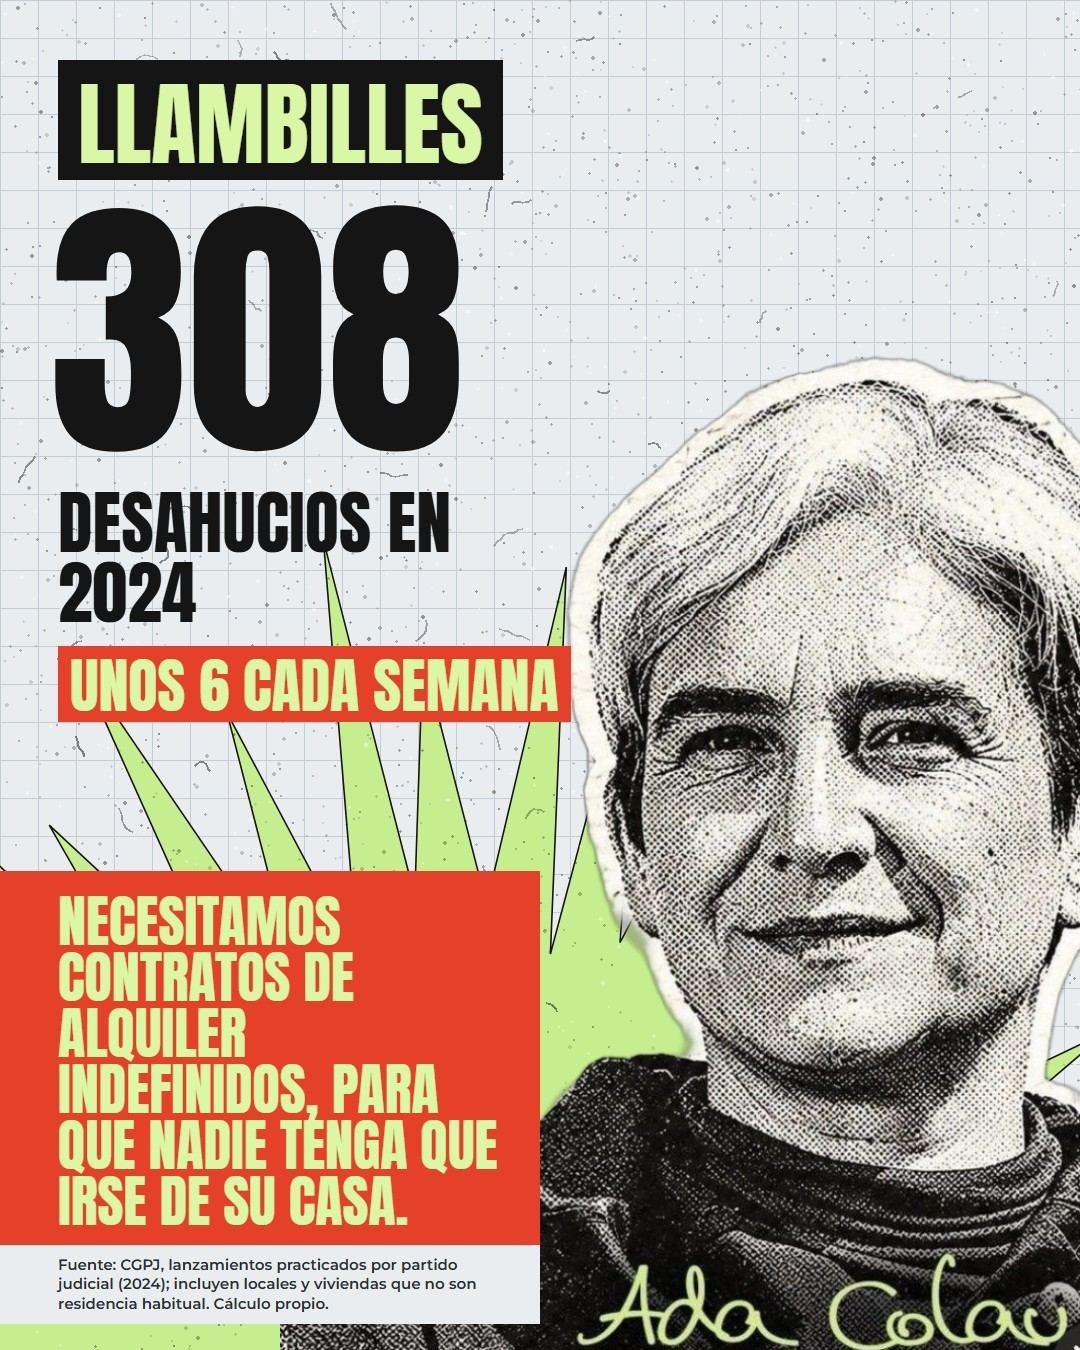 LLAMBILLES
308
DESAHUCIOS EN
2024
UNOS 6 CADA SEMANA
NECESITAMOS
CONTRATOS DE
ALQUILER
INDEFINIDOS, PARA
QUE NADIE TENGA QUE
IRSE DE SU CASA.
Fuente: CGPJ, lanzamientos practicados por partido
judicial (2024); incluyen locales y viviendas que no son
residencia habitual. Cálculo propio.
Ada Colau